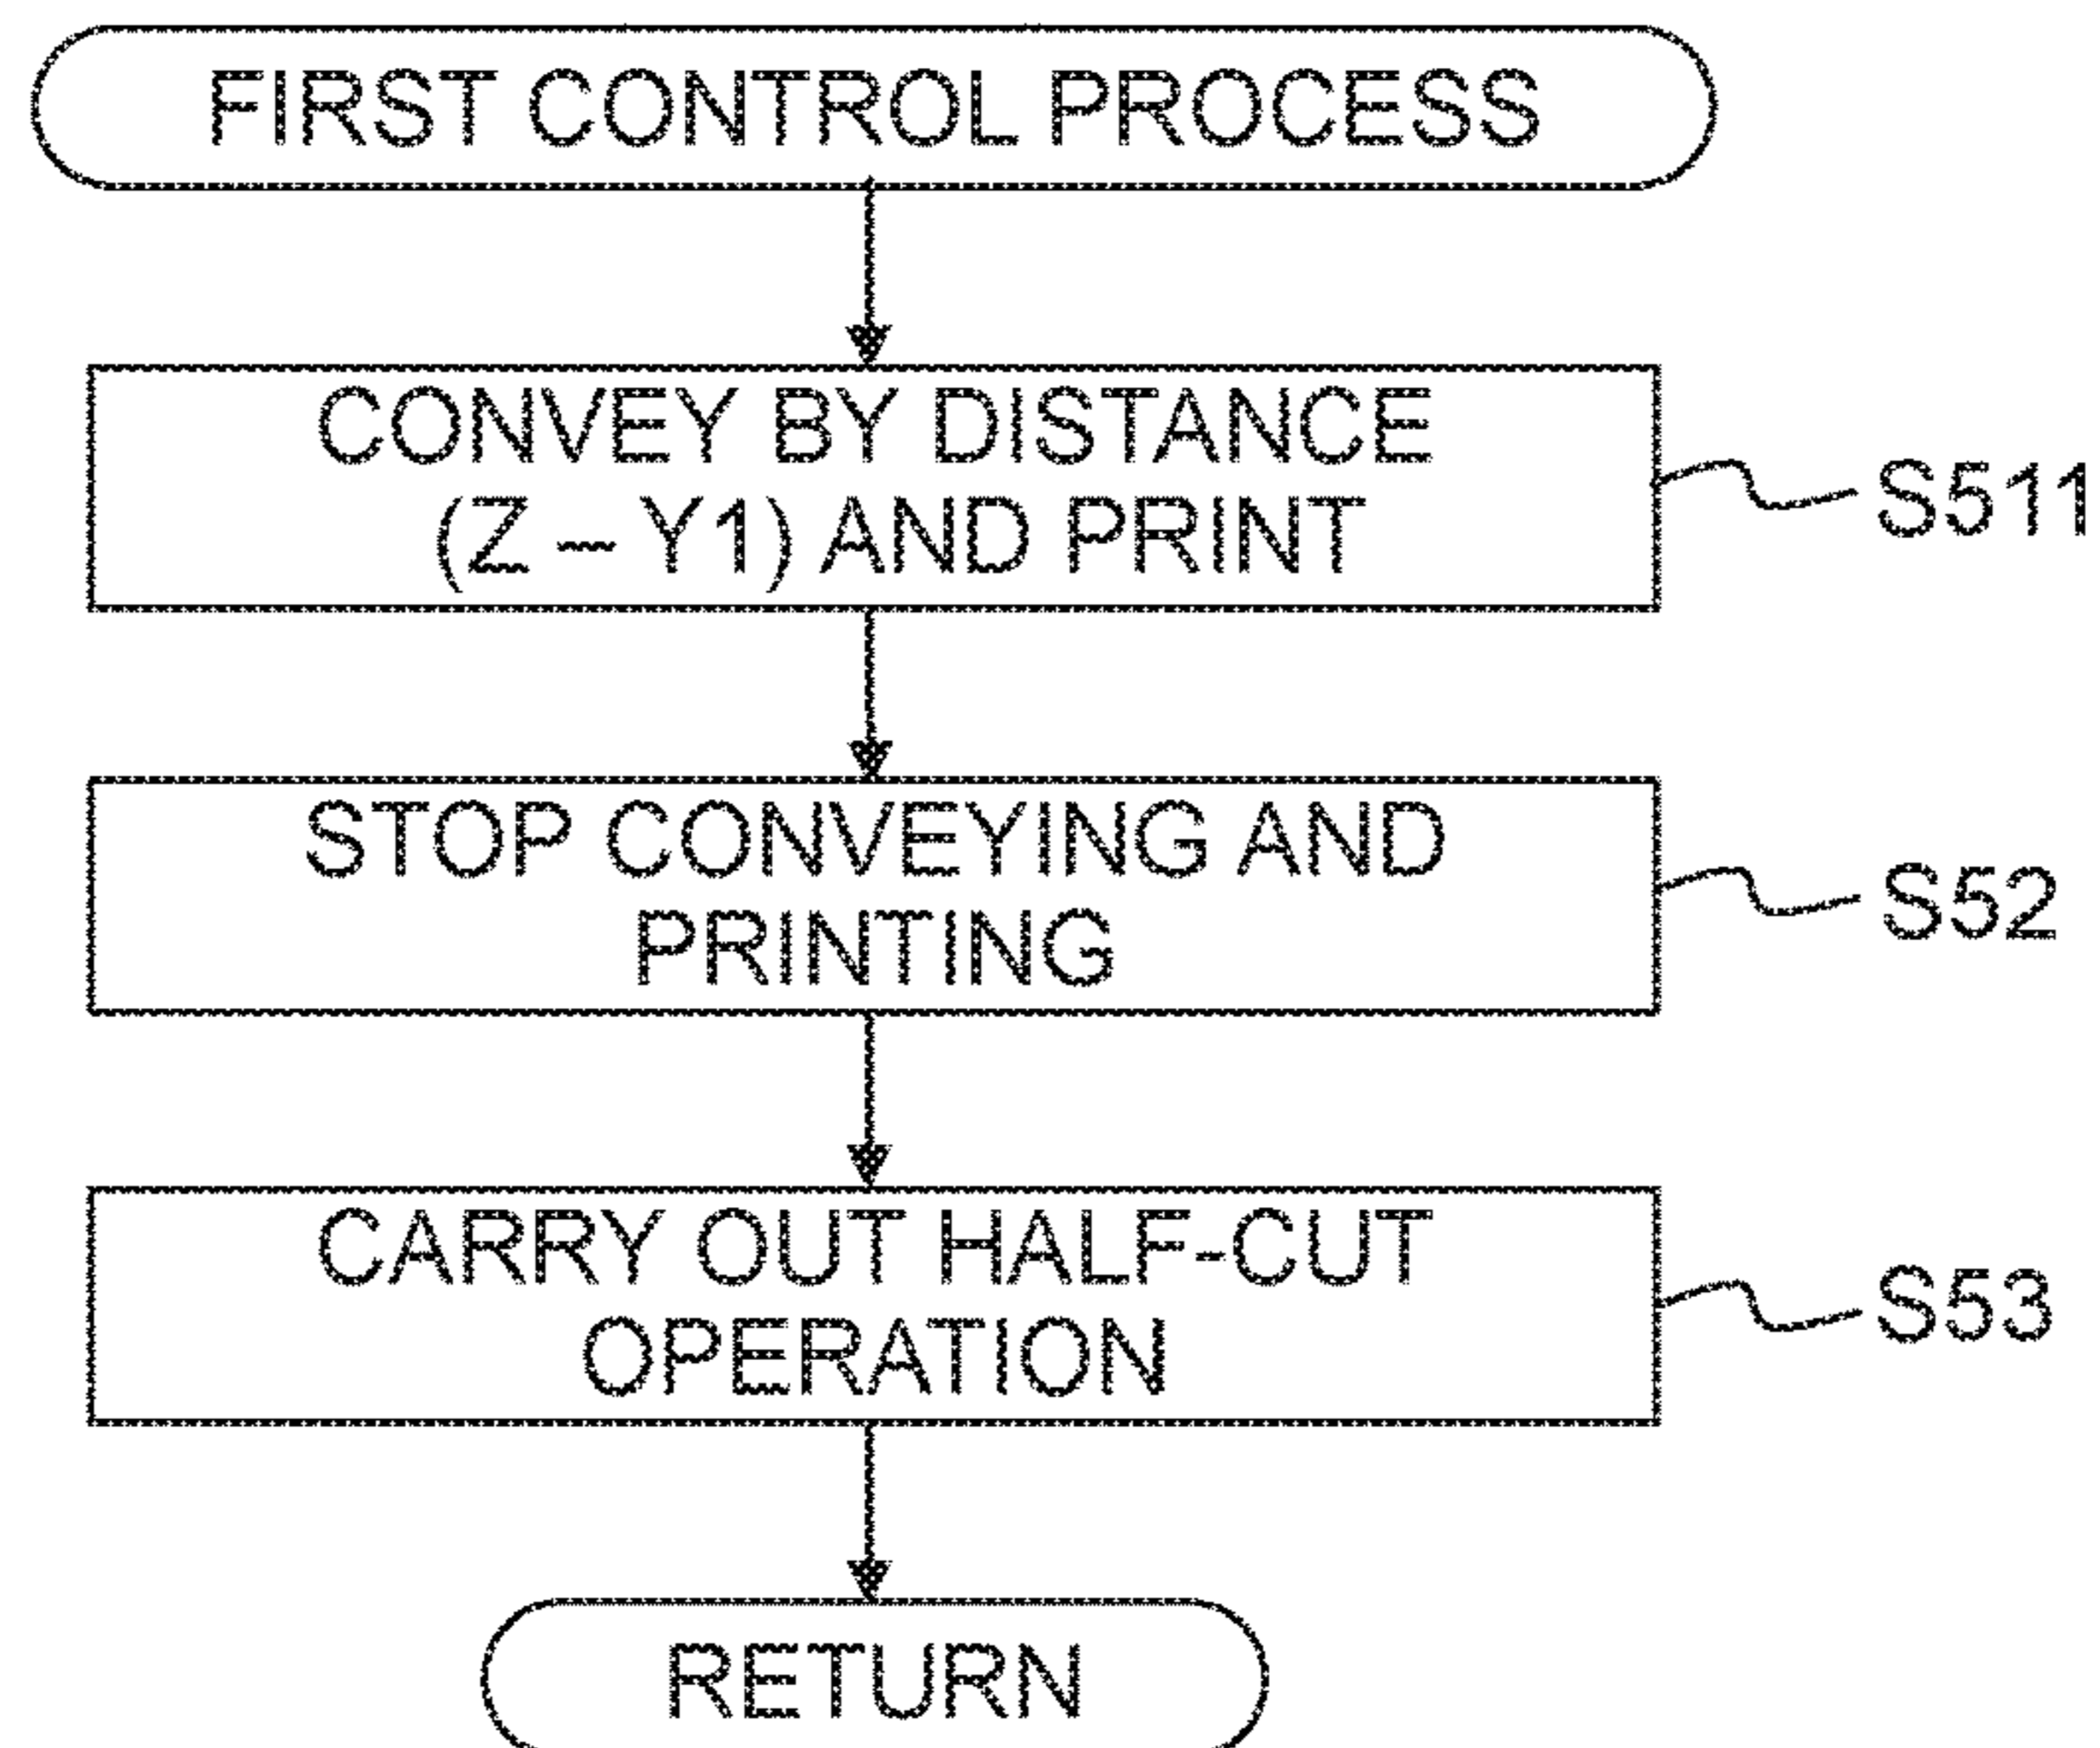 FIRST CONTROL PROCESS
CONVEY BY DISTANCE
(Z – Y1) AND PRINT
S511
STOP CONVEYING AND
PRINTING
S52
CARRY OUT HALF-CUT
OPERATION
S53
RETURN